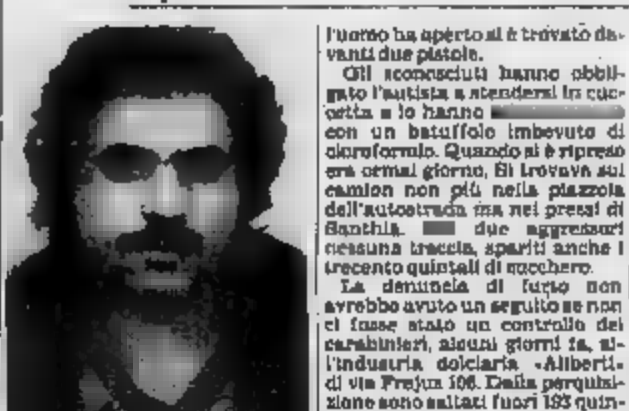 l'uomo ha aperto si è trovato da-
vanti due pistole.
Gli sconosciuti hanno obbli-
gato l'autista a stendersi in cuc-
cetta e lo hanno
con un batuffolo imbevuto di
cloroformio. Quando si è ripreso
era ormai giorno. Si trovava sul
camion non più nella piazzola
dell'autostrada ma nei pressi di
Santhià. due aggressori
nessuna traccia, spariti anche i
trecento quintali di zucchero.
La denuncia di furto non
avrebbe avuto un seguito se non
ci fosse stato un controllo dei
carabinieri, alcuni giorni fa, al-
l'industria dolciaria «Aliberti»
di via Frejus 106. Dalla perquisi-
zione sono saltati fuori 193 quin-